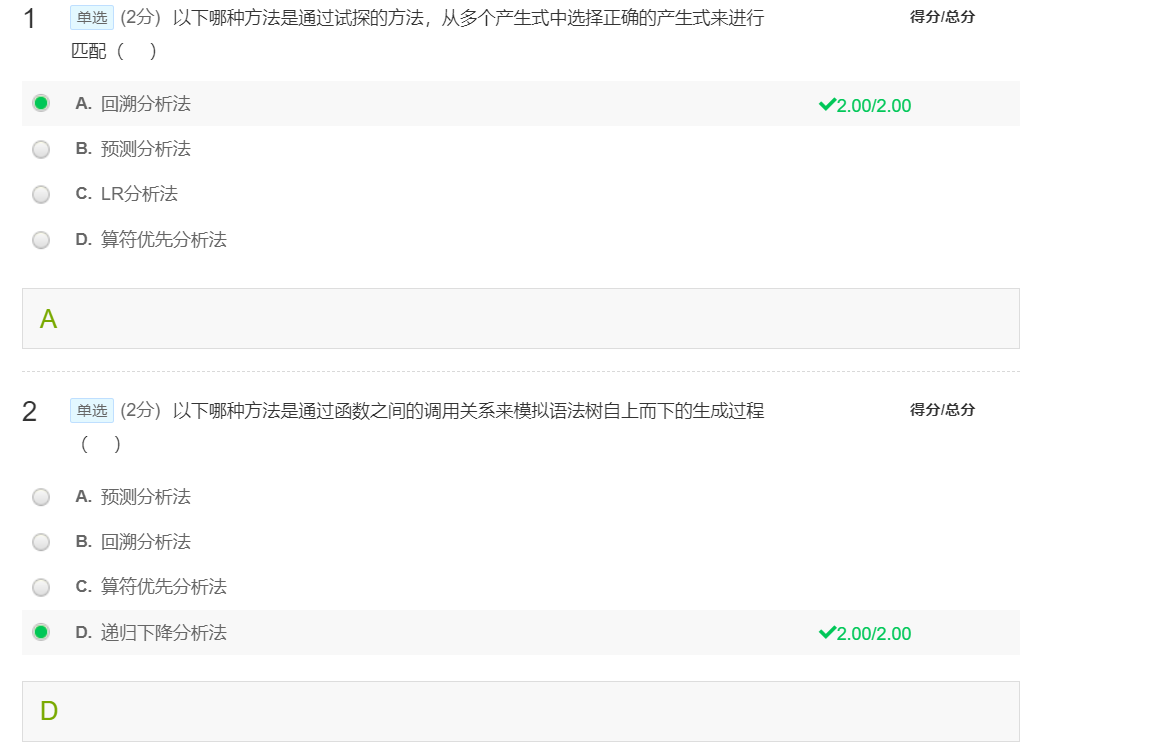 1 单选 (2分) 以下哪种方法是通过试探的方法，从多个产生式中选择正确的产生式来进行 得分/总分
匹配（ ）
A. 回溯分析法 2.00/2.00
B. 预测分析法
C. LR分析法
D. 算符优先分析法
A
2 单选 (2分) 以下哪种方法是通过函数之间的调用关系来模拟语法树自上而下的生成过程 得分/总分
（ ）
A. 预测分析法
B. 回溯分析法
C. 算符优先分析法
D. 递归下降分析法 2.00/2.00
D